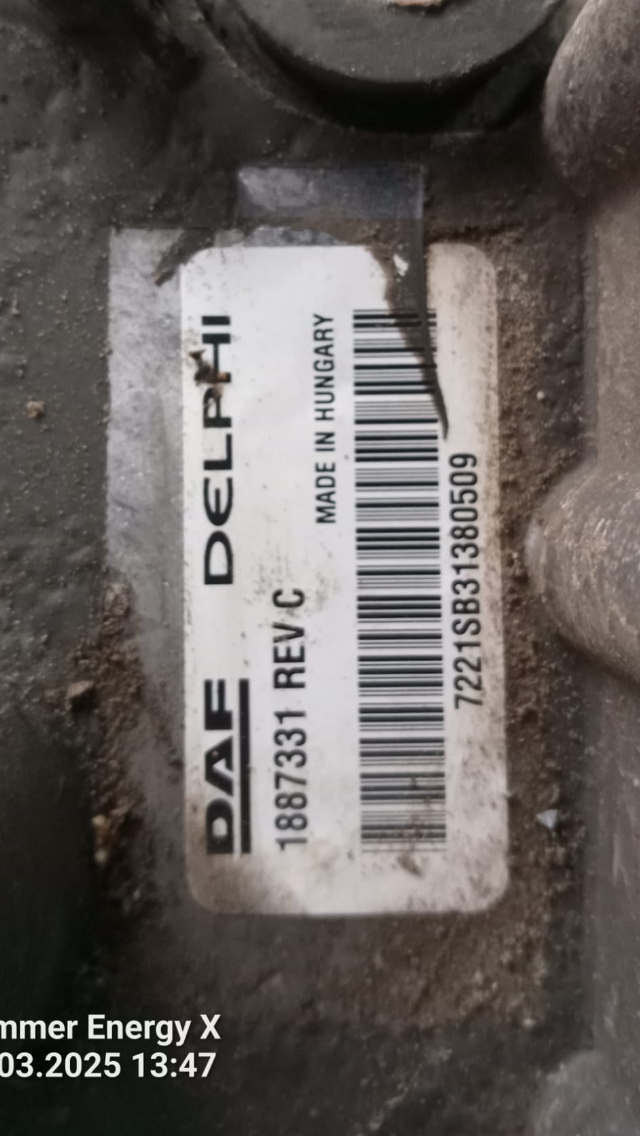 DAF DELPHI
1887331 REV C
MADE IN HUNGARY
7221SB31380509
mmer Energy X
03.2025 13:47